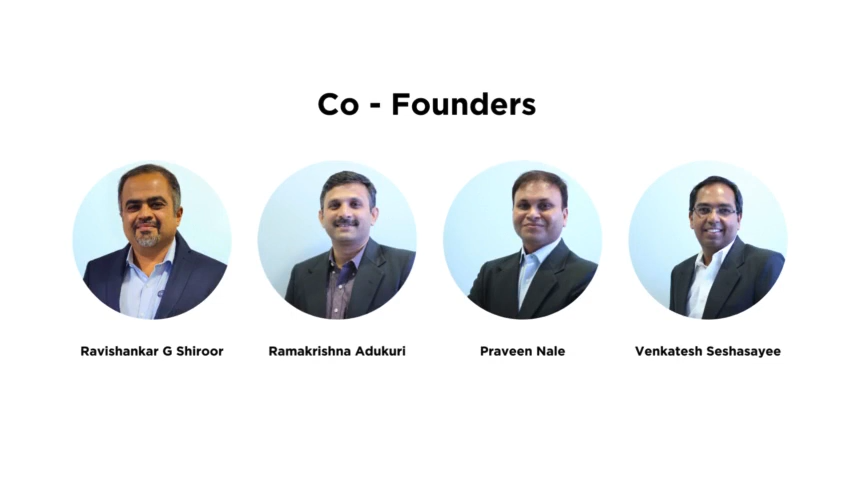 Co - Founders
Ravishankar G Shiroor
Ramakrishna Adukuri
Praveen Nale
Venkatesh Seshasayee